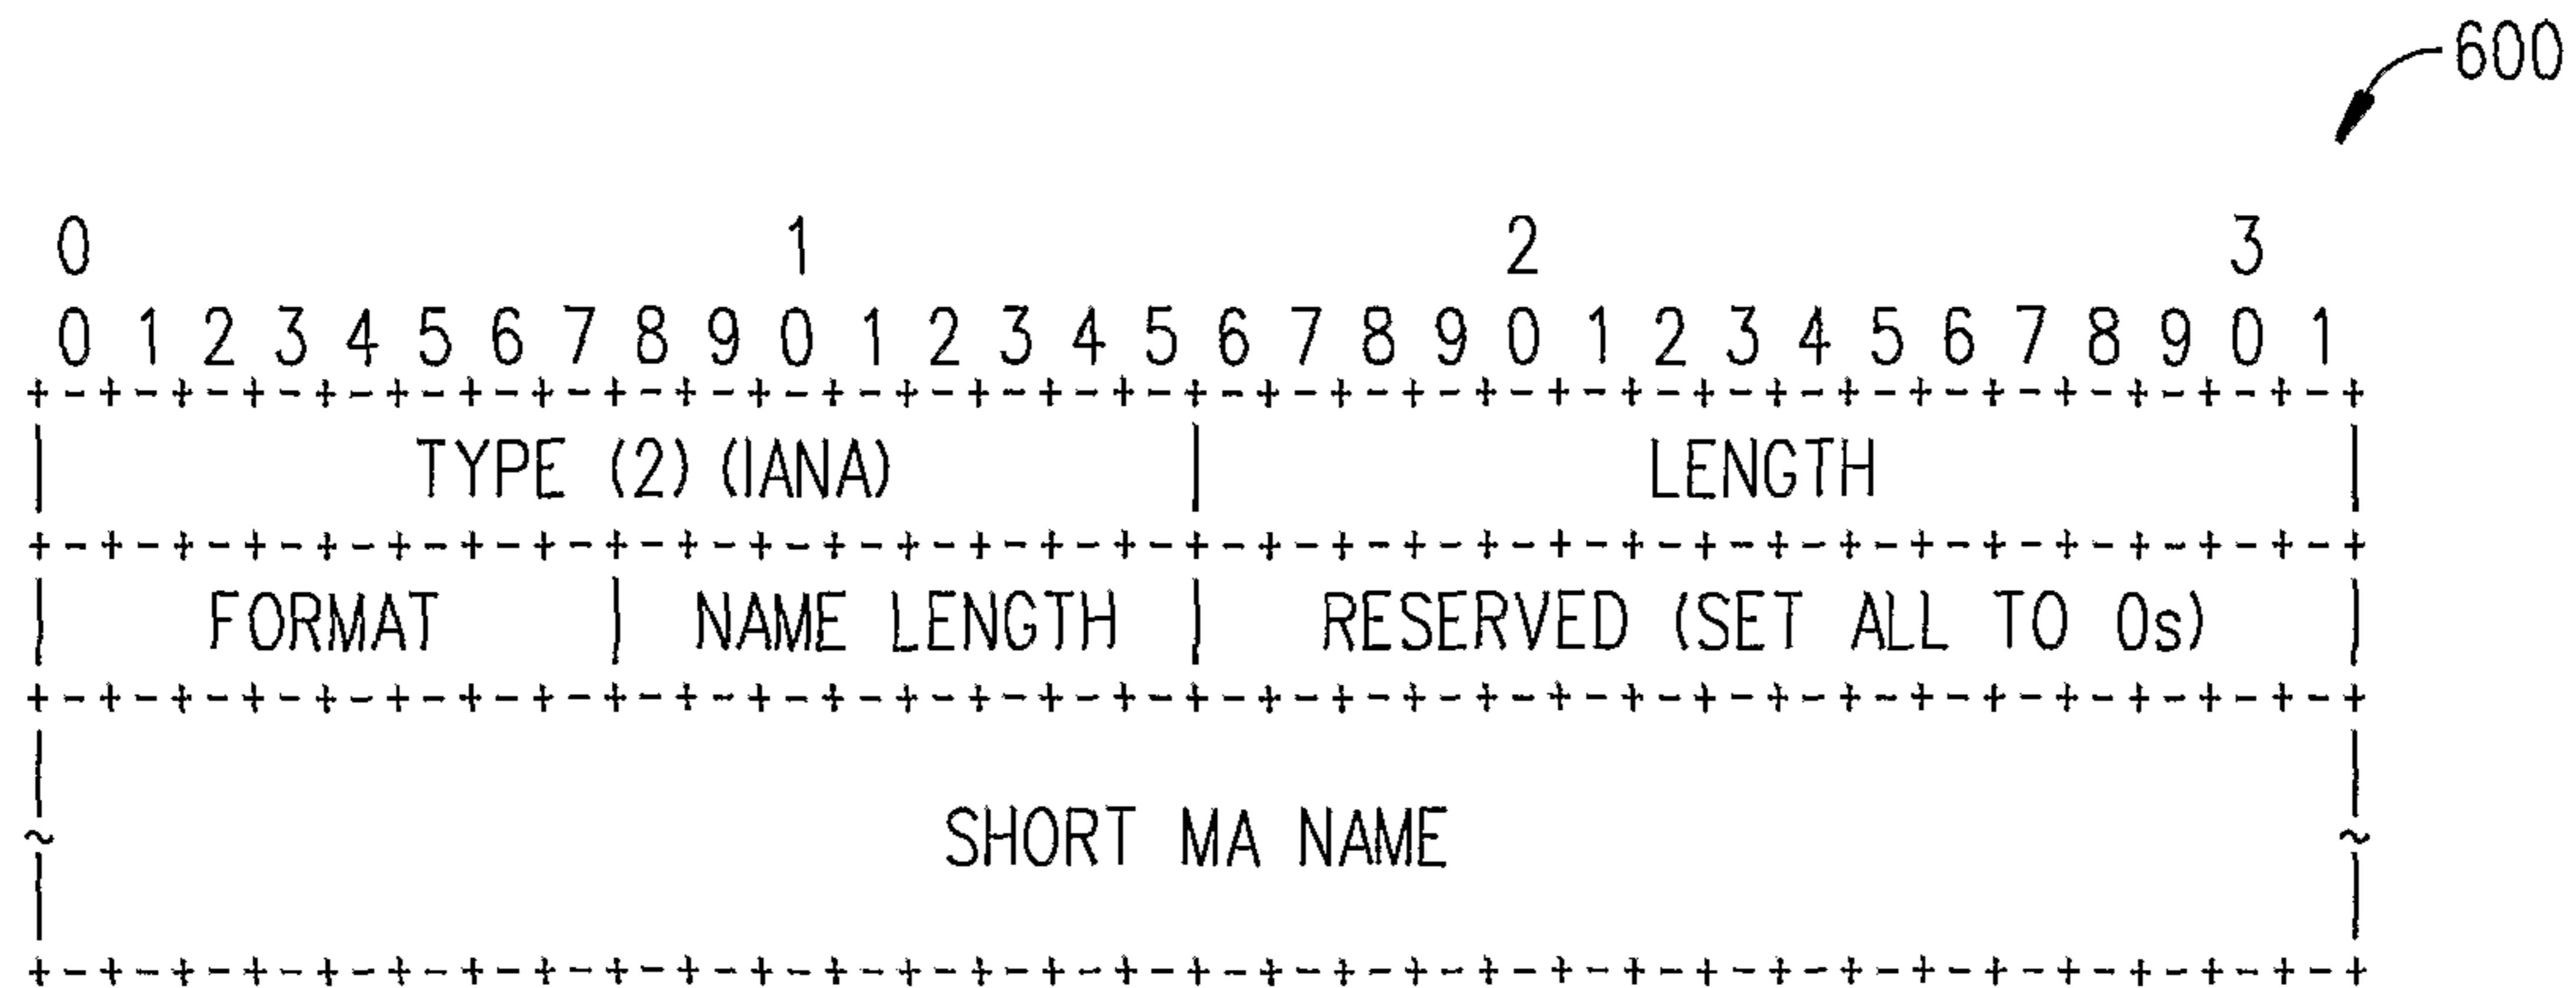 600
0 1 2 3
0 1 2 3 4 5 6 7 8 9 0 1 2 3 4 5 6 7 8 9 0 1 2 3 4 5 6 7 8 9 0 1
+-+-+-+-+-+-+-+-+-+-+-+-+-+-+-+-+-+-+-+-+-+-+-+-+-+-+-+-+-+-+-+-+
| TYPE (2) (IANA) | LENGTH |
+-+-+-+-+-+-+-+-+-+-+-+-+-+-+-+-+-+-+-+-+-+-+-+-+-+-+-+-+-+-+-+-+
| FORMAT | NAME LENGTH | RESERVED (SET ALL TO 0s) |
+-+-+-+-+-+-+-+-+-+-+-+-+-+-+-+-+-+-+-+-+-+-+-+-+-+-+-+-+-+-+-+-+
~ SHORT MA NAME ~
+-+-+-+-+-+-+-+-+-+-+-+-+-+-+-+-+-+-+-+-+-+-+-+-+-+-+-+-+-+-+-+-+